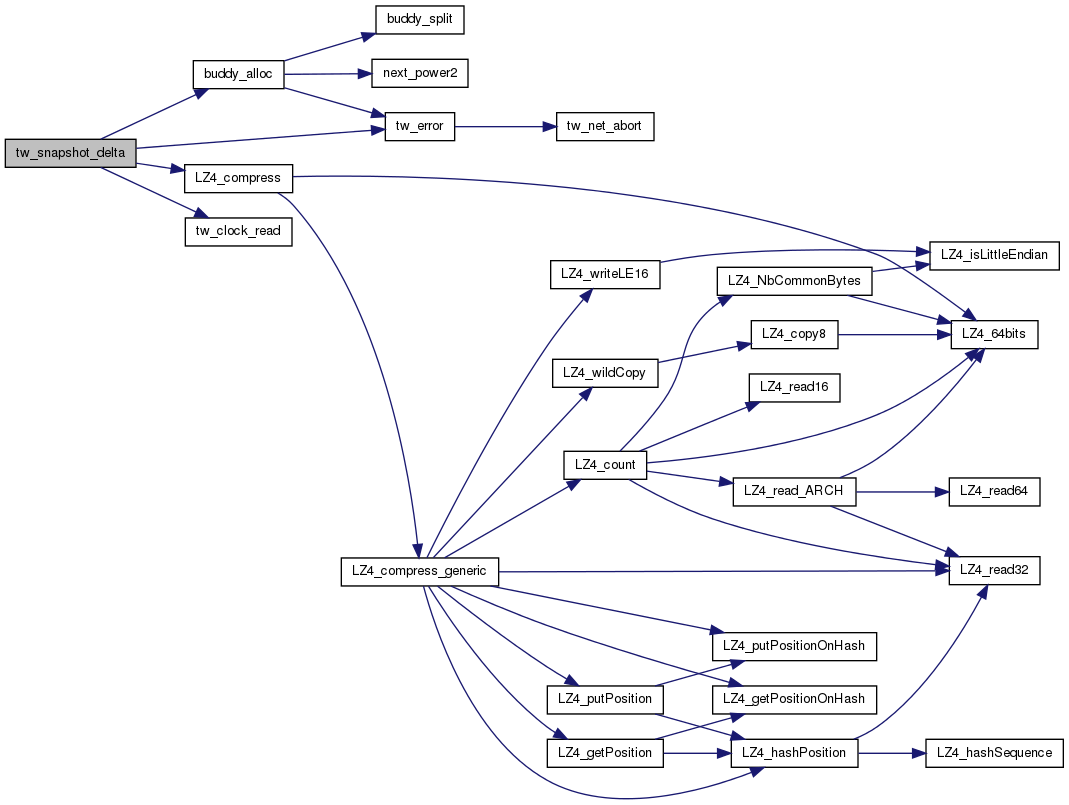 buddy_split
buddy_alloc
next_power2
tw_error
tw_net_abort
tw_snapshot_delta
LZ4_compress
tw_clock_read
LZ4_writeLE16
LZ4_isLittleEndian
LZ4_NbCommonBytes
LZ4_64bits
LZ4_copy8
LZ4_wildCopy
LZ4_read16
LZ4_count
LZ4_read_ARCH
LZ4_read64
LZ4_compress_generic
LZ4_read32
LZ4_putPositionOnHash
LZ4_putPosition
LZ4_getPositionOnHash
LZ4_getPosition
LZ4_hashPosition
LZ4_hashSequence